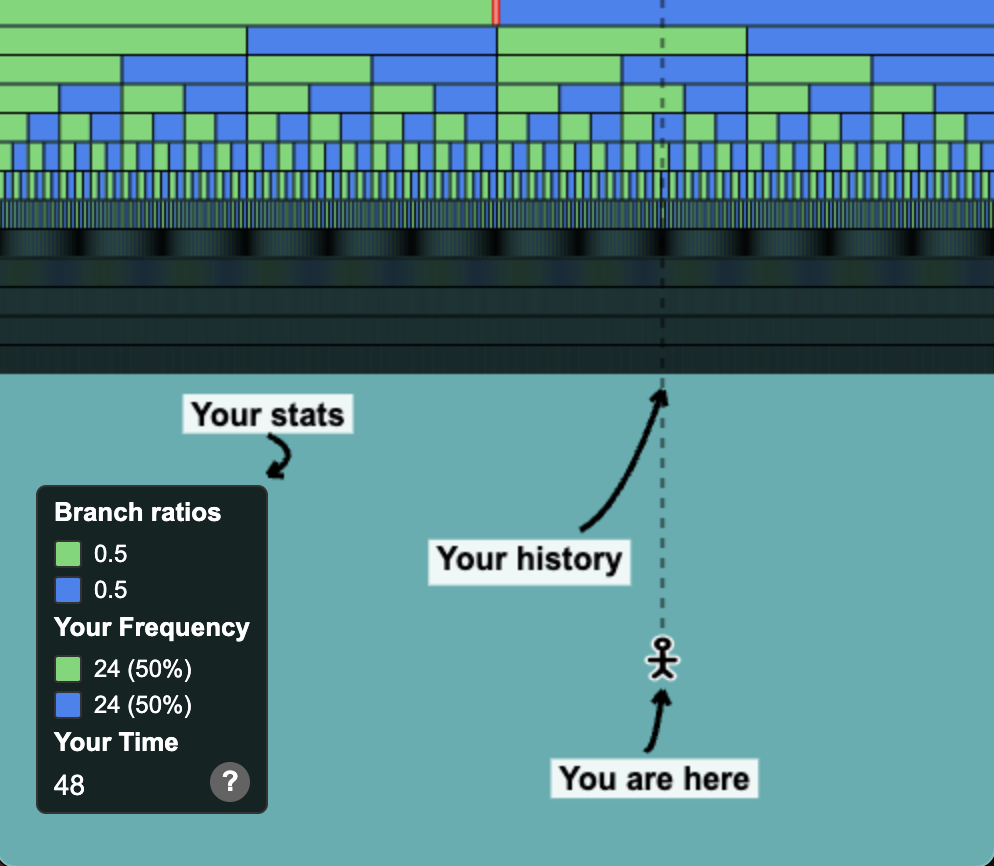 Your stats
Your history
You are here
Branch ratios
0.5
0.5
Your Frequency
24 (50%)
24 (50%)
Your Time
48
?